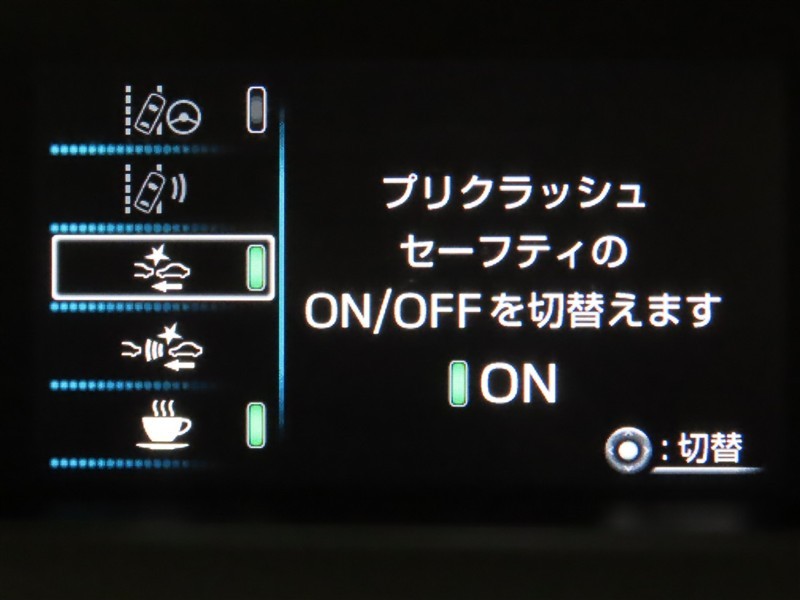 プリクラッシュ
セーフティの
ON/OFFを切替えます
ON
:切替